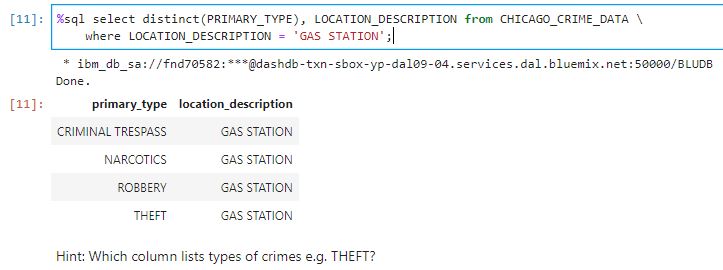 [11]: %sql select distinct(PRIMARY_TYPE), LOCATION_DESCRIPTION from CHICAGO_CRIME_DATA \
where LOCATION_DESCRIPTION = 'GAS STATION';
* ibm_db_sa://fnd70582:***@dashdb-txn-sbox-yp-dal09-04.services.dal.bluemix.net:50000/BLUDB
Done.
[11]: primary_type location_description
CRIMINAL TRESPASS GAS STATION
NARCOTICS GAS STATION
ROBBERY GAS STATION
THEFT GAS STATION
Hint: Which column lists types of crimes e.g. THEFT?